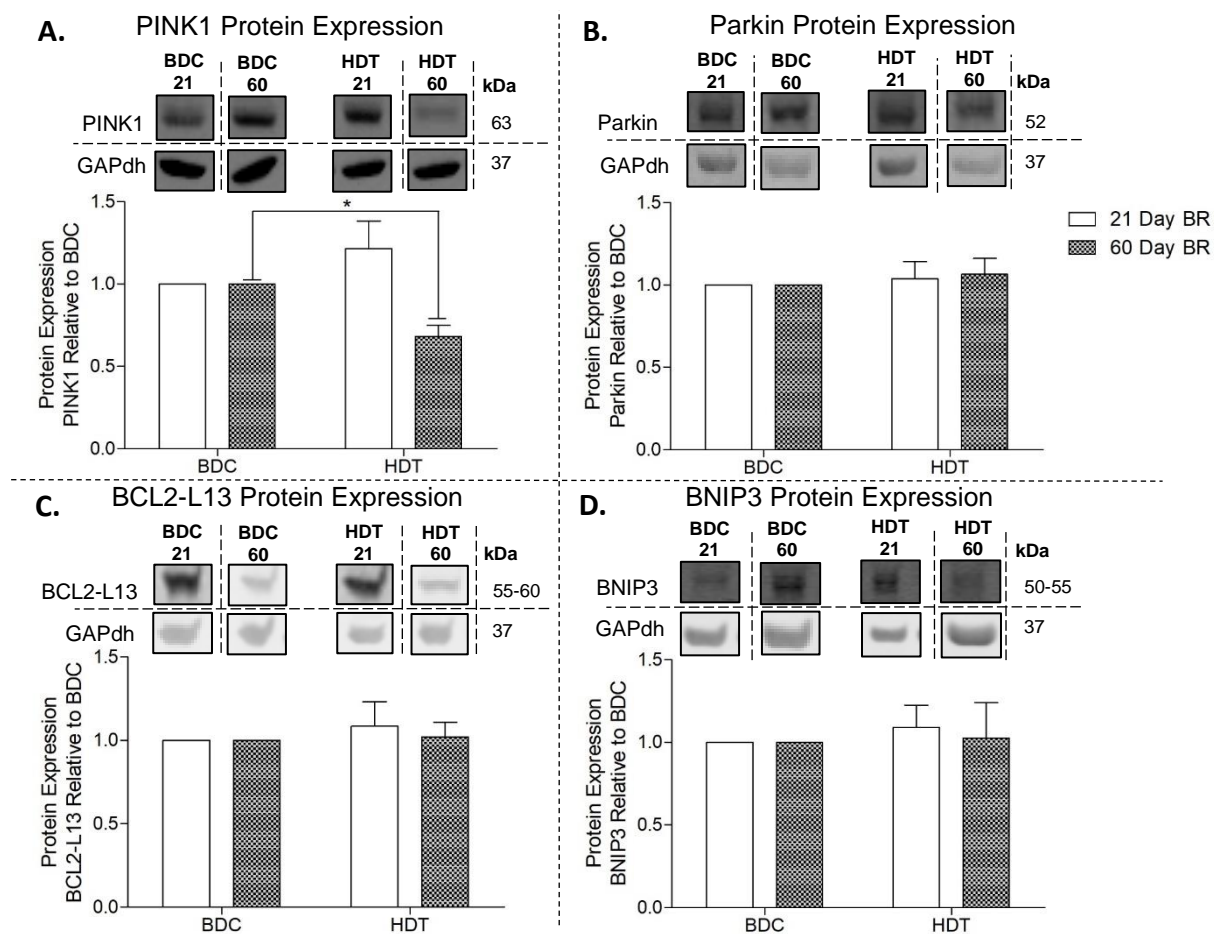 A.
PINK1 Protein Expression
BDC
21
BDC
60
HDT
21
HDT
60
kDa
PINK1
63
GAPdh
37
Protein Expression
PINK1 Relative to BDC
1.5
1.0
0.5
0.0
*
BDC
HDT
B.
Parkin Protein Expression
BDC
21
BDC
60
HDT
21
HDT
60
kDa
Parkin
52
GAPdh
37
Protein Expression
Parkin Relative to BDC
1.5
1.0
0.5
0.0
BDC
HDT
21 Day BR
60 Day BR
C.
BCL2-L13 Protein Expression
BDC
21
BDC
60
HDT
21
HDT
60
kDa
BCL2-L13
55-60
GAPdh
37
Protein Expression
BCL2-L13 Relative to BDC
1.5
1.0
0.5
0.0
BDC
HDT
D.
BNIP3 Protein Expression
BDC
21
BDC
60
HDT
21
HDT
60
kDa
BNIP3
50-55
GAPdh
37
Protein Expression
BNIP3 Relative to BDC
1.5
1.0
0.5
0.0
BDC
HDT